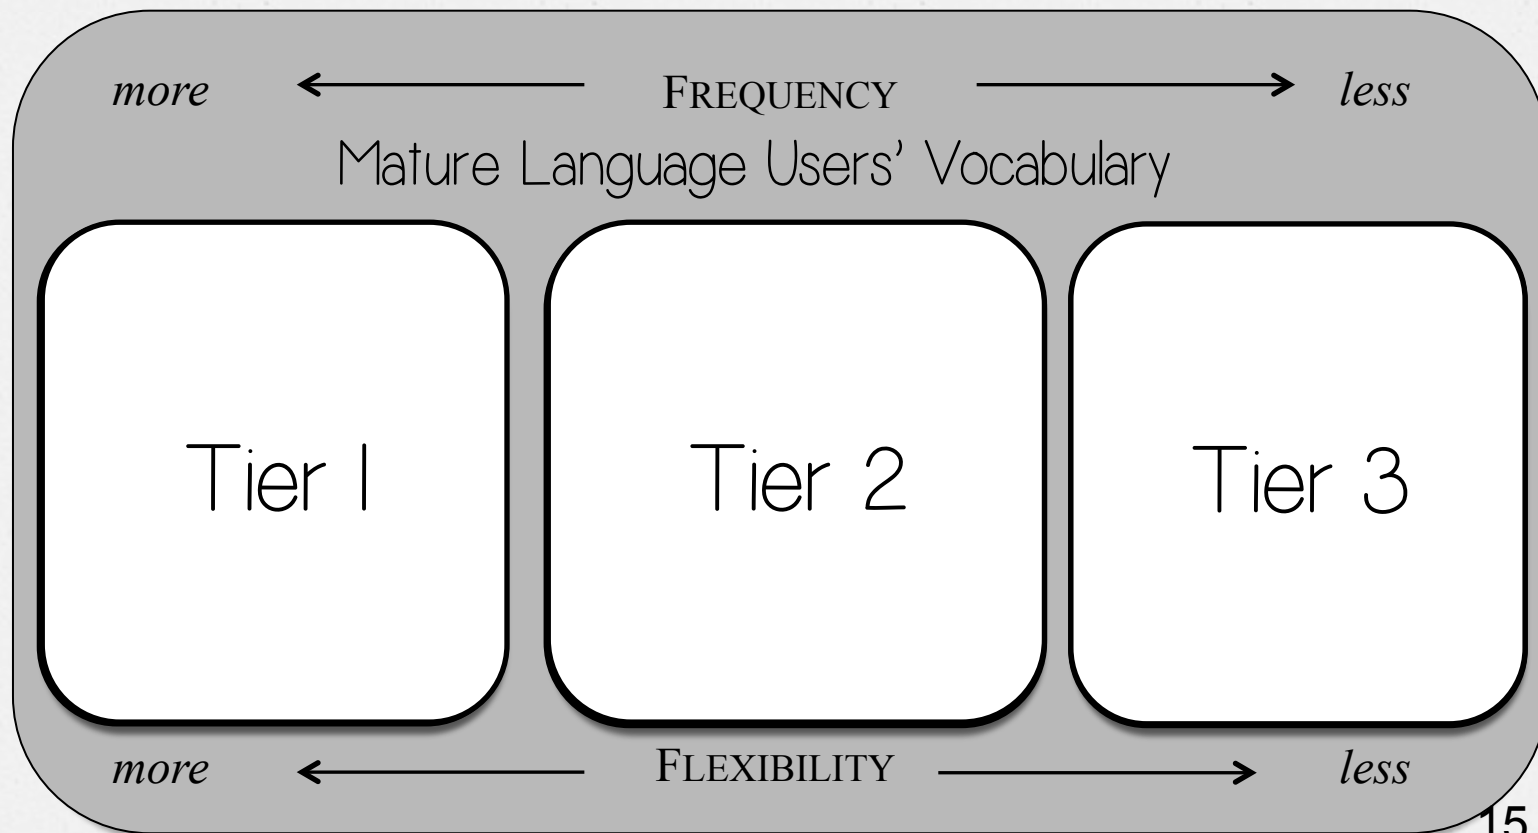 more FREQUENCY less
Mature Language Users' Vocabulary
Tier 1 Tier 2 Tier 3
more FLEXIBILITY less
15